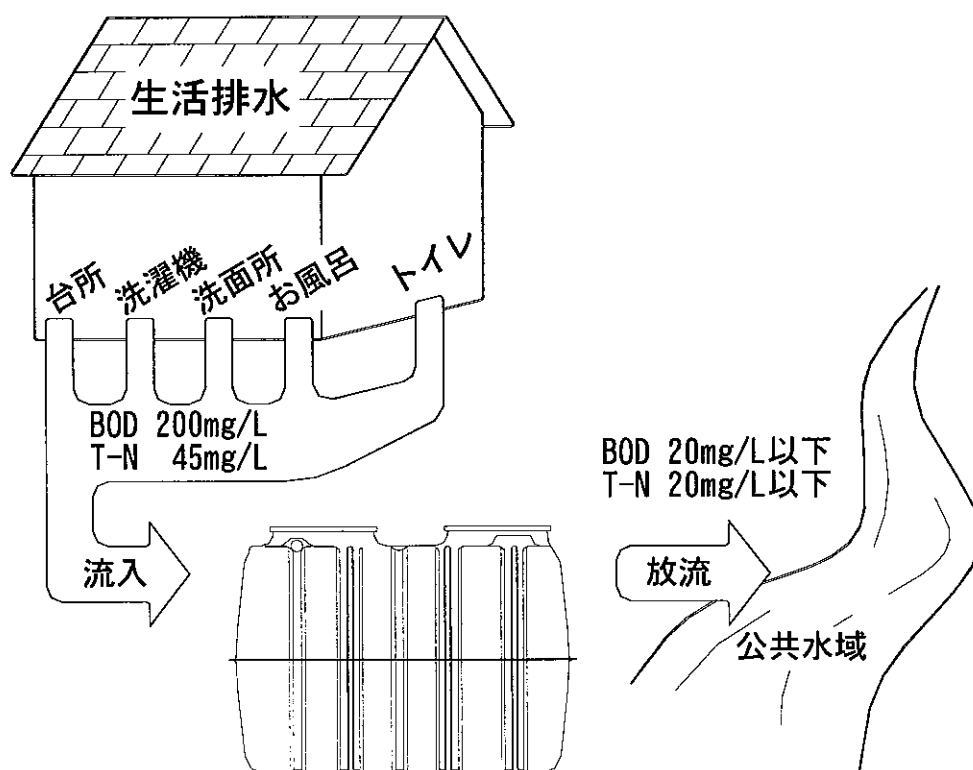 生活排水
台所
洗濯機
洗面所
お風呂
トイレ
BOD 200mg/L
T-N 45mg/L
BOD 20mg/L以下
T-N 20mg/L以下
流入
放流
公共水域